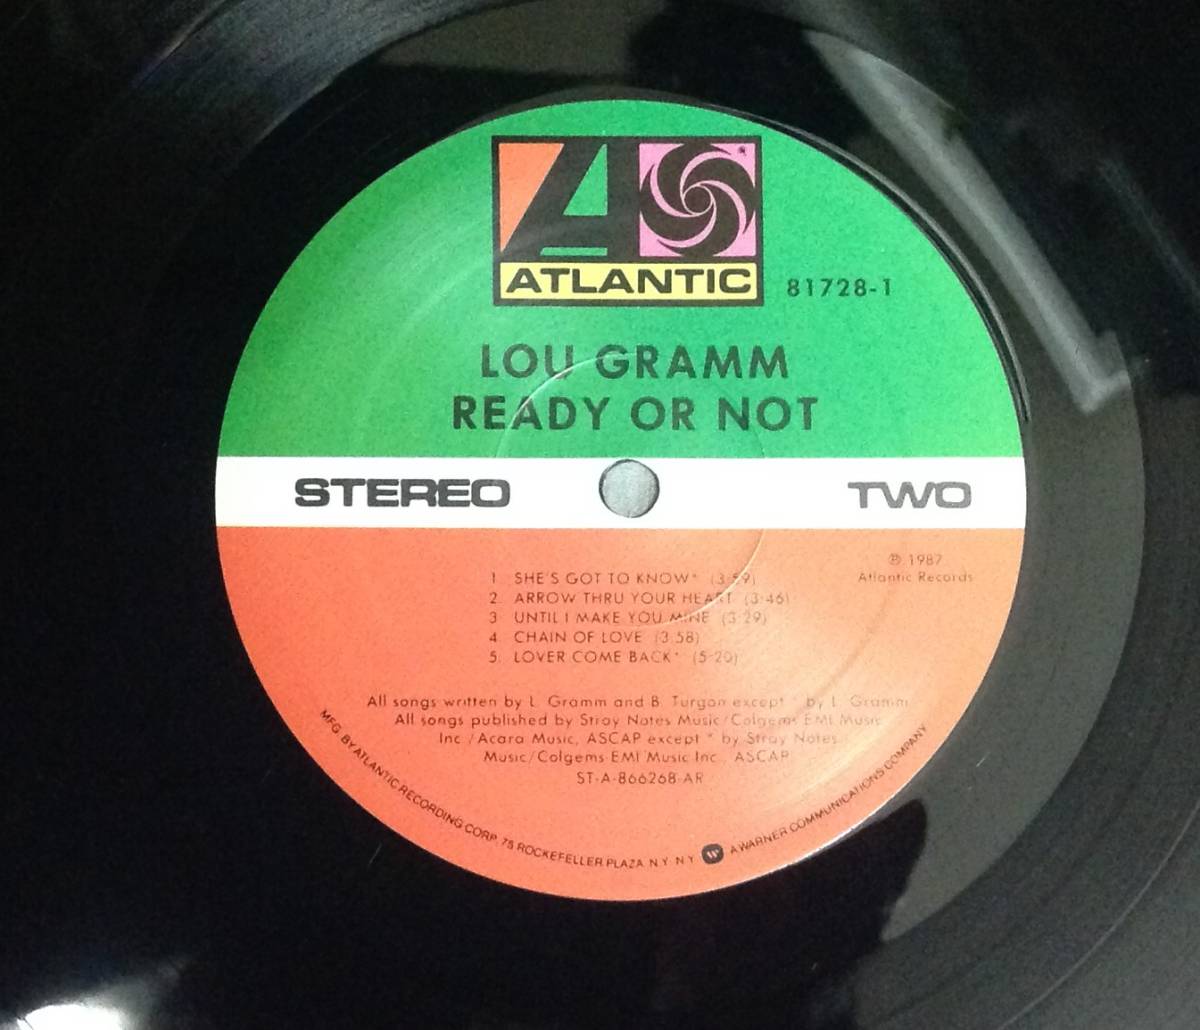 ATLANTIC
81728-1
LOU GRAMM
READY OR NOT
STEREO
TWO
℗ 1987
Atlantic Records
1. SHE'S GOT TO KNOW* (3:59)
2. ARROW THRU YOUR HEART (3:46)
3. UNTIL I MAKE YOU MINE (3:29)
4. CHAIN OF LOVE (3:58)
5. LOVER COME BACK* (5:20)
All songs written by L. Gramm and B. Turgon except * by L. Gramm
All songs published by Stray Notes Music/Colgems EMI Music
Inc./Acara Music, ASCAP except * by Stray Notes
Music/Colgems EMI Music Inc., ASCAP
ST-A-866268-AR
MFG. BY ATLANTIC RECORDING CORP. 75 ROCKEFELLER PLAZA N.Y. N.Y. W A WARNER COMMUNICATIONS COMPANY